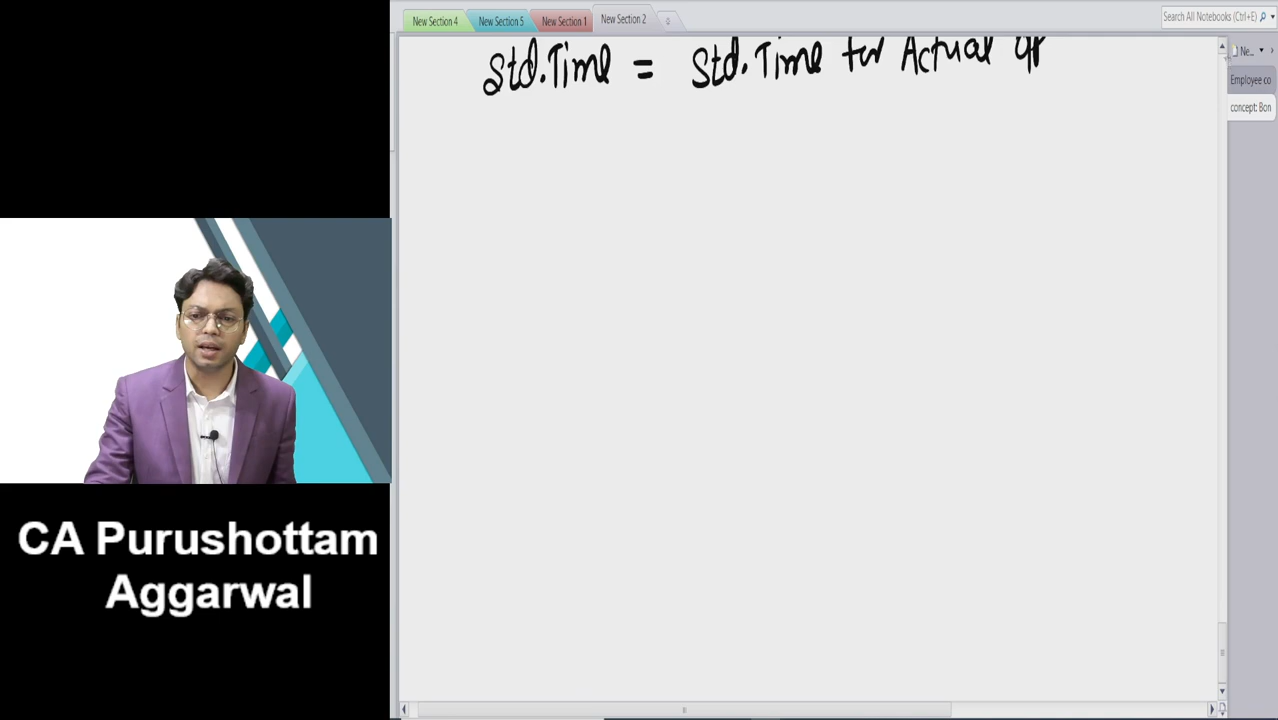 New Section 4
New Section 5
New Section 1
New Section 2
Search All Notebooks (Ctrl+E)
Ne...
Std.Time = Std.Time for Actual
Employee co
concept: Bon
CA Purushottam
Aggarwal